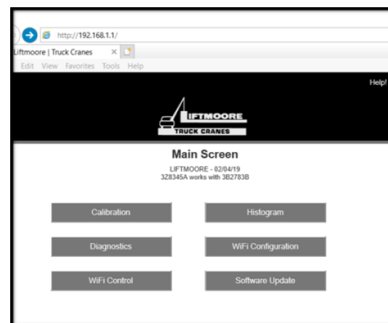 http://192.168.1.1/
Liftmoore | Truck Cranes
Edit View Favorites Tools Help
Help!
LIFTMOORE
TRUCK CRANES
Main Screen
LIFTMOORE - 02/04/19
3Z8345A works with 3B2783B
Calibration
Histogram
Diagnostics
WiFi Configuration
WiFi Control
Software Update